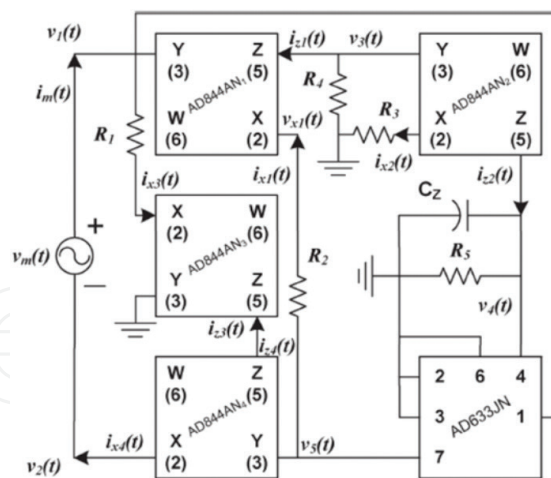 v1(t) iz1(t) v3(t)
Y Z Y W
(3) (5) (3) (6)
AD844AN1 AD844AN2
im(t) R4 R3
W X vx1(t) X Z
(6) (2) (2) (5)
R1 ix2(t) iz2(t)
ix3(t) ix1(t) CZ
X W
(2) (6)
AD844AN3 R2 R5
+
vm(t)
−
Y Z v4(t)
(3) (5)
iz3(t)
iz4(t)
W Z
(6) (5)
2 6 4
AD844AN4 AD633JN
X Y 3 1
(2) (3) 7
ix4(t) v5(t)
v2(t)